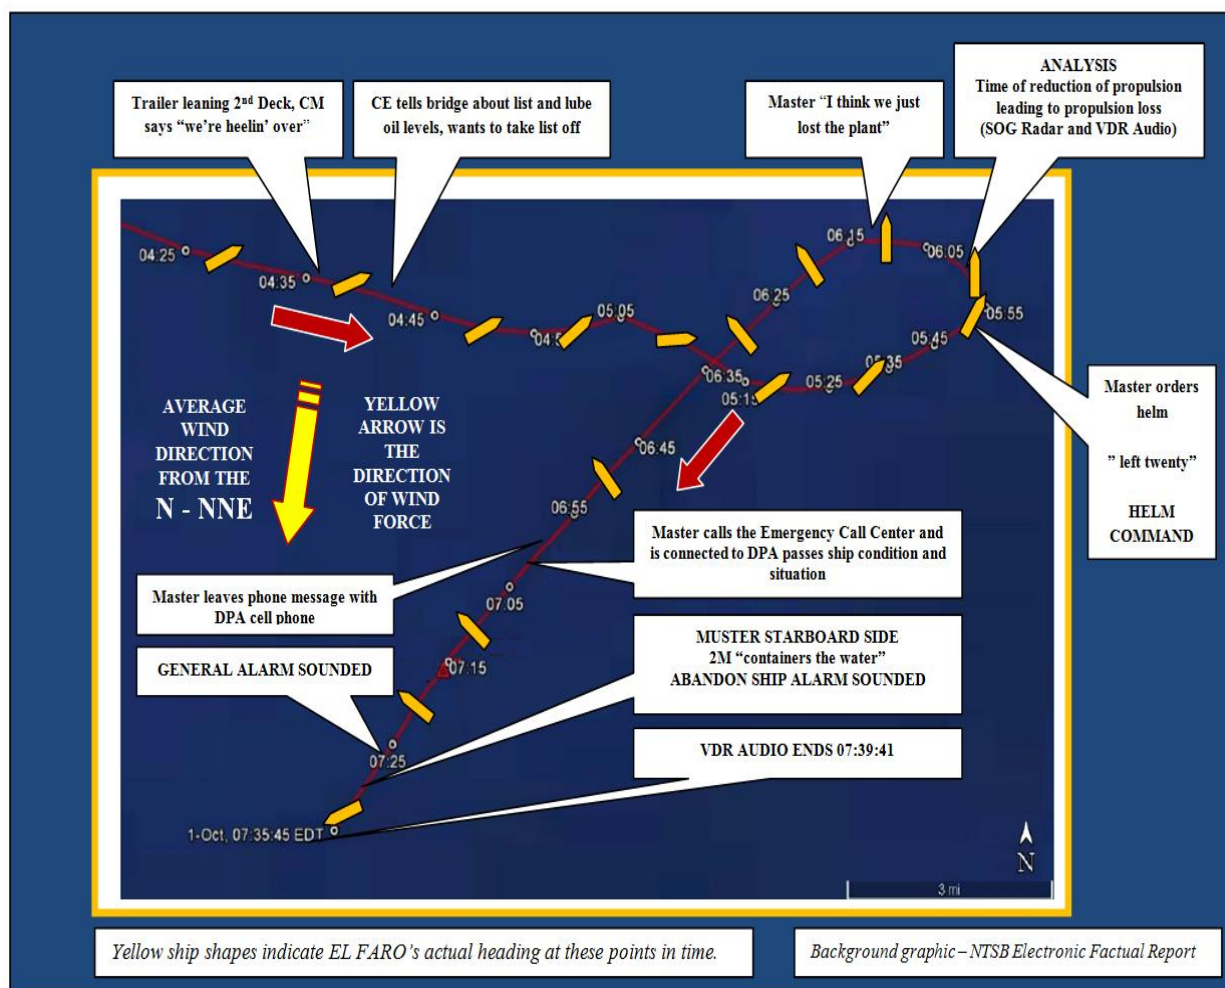 Trailer leaning 2nd Deck, CM
says “we’re heelin’ over”
CE tells bridge about list and lube
oil levels, wants to take list off
Master “I think we just
lost the plant”
ANALYSIS
Time of reduction of propulsion
leading to propulsion loss
(SOG Radar and VDR Audio)
04:25
04:35
04:45
05:05
05:15
05:25
05:35
05:45
05:55
06:05
06:15
06:25
06:35
06:45
06:55
07:05
07:15
07:25
1-Oct, 07:35:45 EDT
AVERAGE
WIND
DIRECTION
FROM THE
N - NNE
YELLOW
ARROW IS
THE
DIRECTION
OF WIND
FORCE
Master orders
helm
” left twenty”
HELM
COMMAND
Master calls the Emergency Call Center and
is connected to DPA passes ship condition and
situation
Master leaves phone message with
DPA cell phone
GENERAL ALARM SOUNDED
MUSTER STARBOARD SIDE
2M “containers the water”
ABANDON SHIP ALARM SOUNDED
VDR AUDIO ENDS 07:39:41
N
3 mi
Yellow ship shapes indicate EL FARO’s actual heading at these points in time.
Background graphic – NTSB Electronic Factual Report